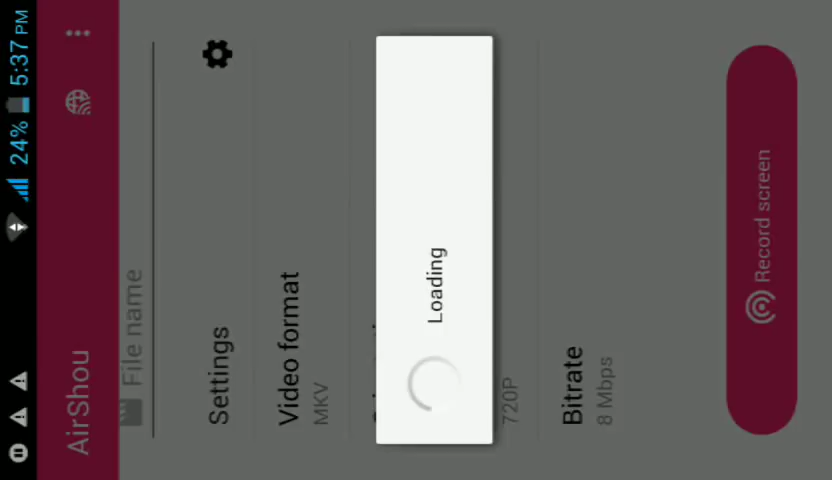 24% 5:37 PM
AirShou
File name
Settings
Video format
MKV
Loading
720P
Bitrate
8 Mbps
Record screen